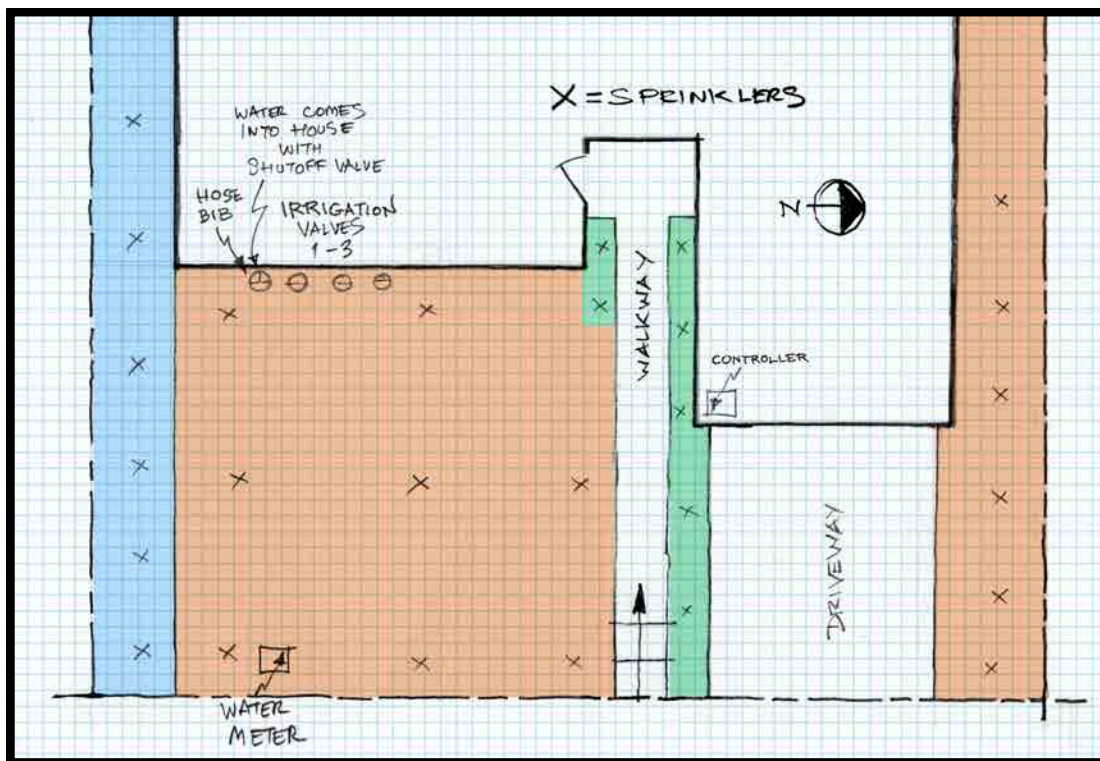 X = SPRINKLERS
WATER COMES
INTO HOUSE
WITH
SHUTOFF VALVE
HOSE
BIB
IRRIGATION
VALVES
1-3
N
WALKWAY
CONTROLLER
DRIVEWAY
WATER
METER